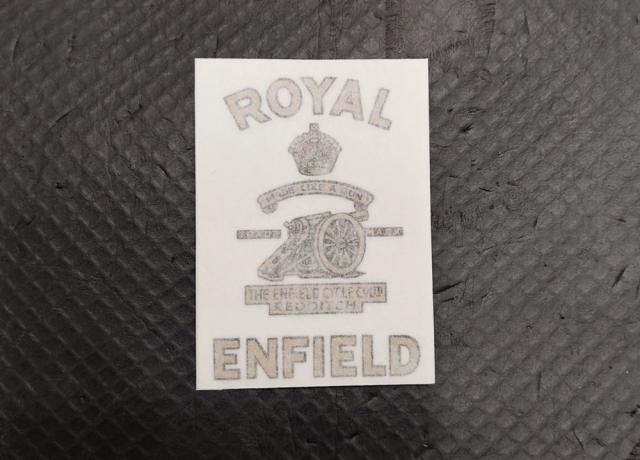 ROYAL
MADE LIKE A GUN
TRADE MARK
THE ENFIELD CYCLE CO LTD
REDDITCH
ENFIELD